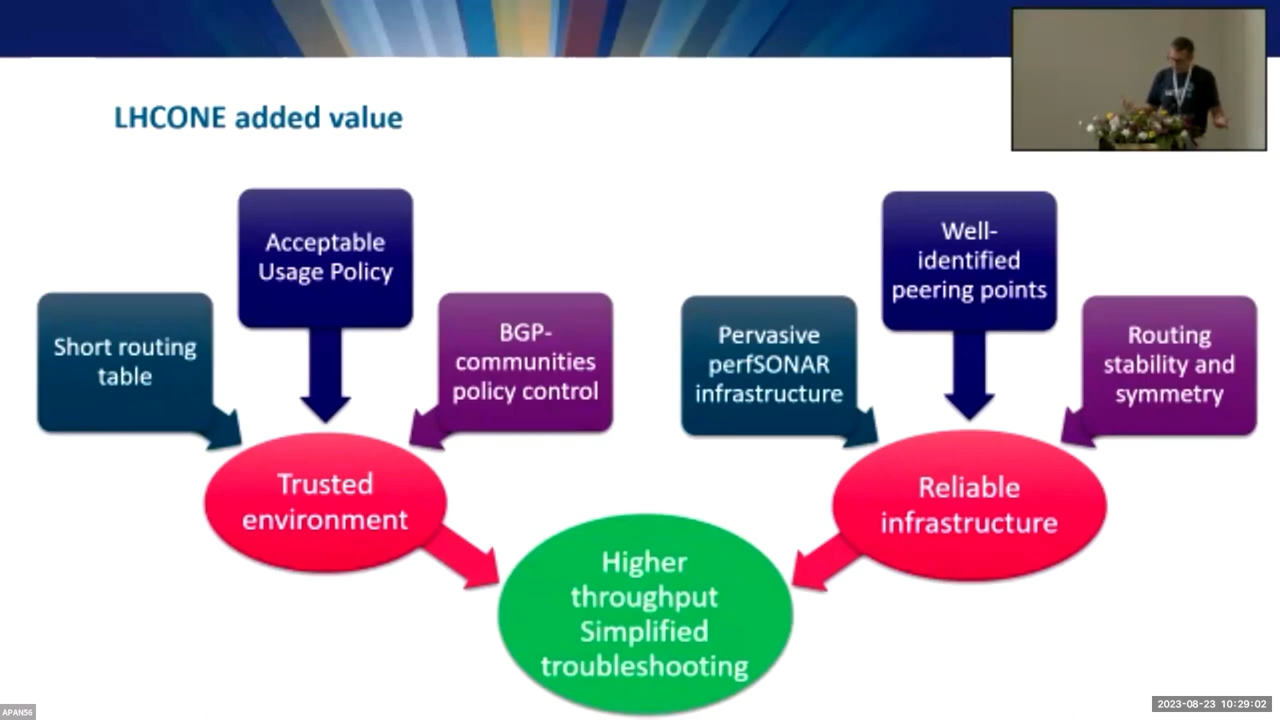 LHCONE added value
Acceptable
Usage Policy
Short routing
table
BGP-
communities
policy control
Trusted
environment
Well-
identified
peering points
Pervasive
perfSONAR
infrastructure
Routing
stability and
symmetry
Reliable
infrastructure
Higher
throughput
Simplified
troubleshooting
APAN56
2023-08-23 10:29:02